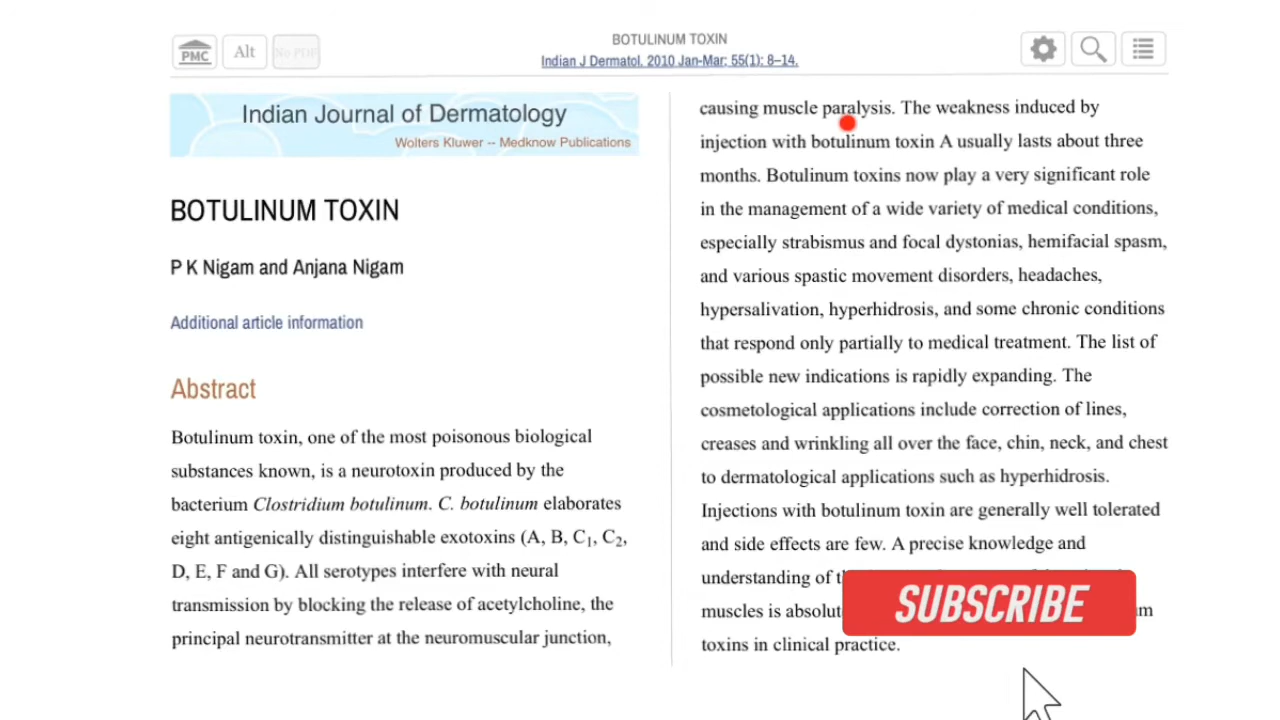 PMC
Alt
No PDF
BOTULINUM TOXIN
Indian J Dermatol. 2010 Jan-Mar; 55(1): 8–14.
Indian Journal of Dermatology
Wolters Kluwer -- Medknow Publications
BOTULINUM TOXIN
P K Nigam and Anjana Nigam
Additional article information
Abstract
Botulinum toxin, one of the most poisonous biological
substances known, is a neurotoxin produced by the
bacterium Clostridium botulinum. C. botulinum elaborates
eight antigenically distinguishable exotoxins (A, B, C₁, C₂,
D, E, F and G). All serotypes interfere with neural
transmission by blocking the release of acetylcholine, the
principal neurotransmitter at the neuromuscular junction,
causing muscle paralysis. The weakness induced by
injection with botulinum toxin A usually lasts about three
months. Botulinum toxins now play a very significant role
in the management of a wide variety of medical conditions,
especially strabismus and focal dystonias, hemifacial spasm,
and various spastic movement disorders, headaches,
hypersalivation, hyperhidrosis, and some chronic conditions
that respond only partially to medical treatment. The list of
possible new indications is rapidly expanding. The
cosmetological applications include correction of lines,
creases and wrinkling all over the face, chin, neck, and chest
to dermatological applications such as hyperhidrosis.
Injections with botulinum toxin are generally well tolerated
and side effects are few. A precise knowledge and
understanding of
muscles is
toxins in clinical practice.
SUBSCRIBE